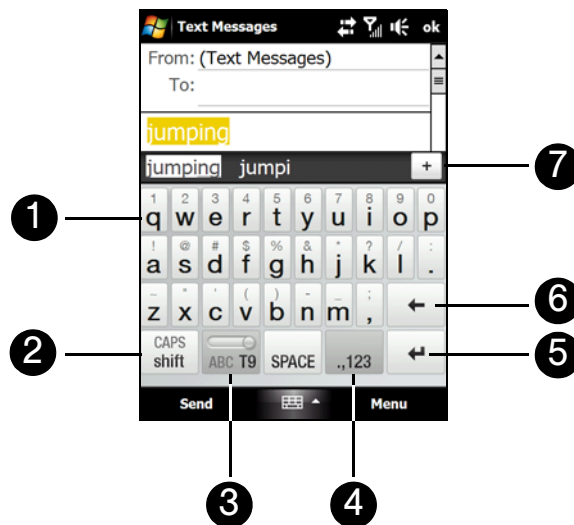 Text Messages ok
From: (Text Messages)
To:
jumping
jumping jumpi +
7
1 2 3 4 5 6 7 8 9 0
q w e r t y u i o p
1
! @ # $ % & * ? / :
a s d f g h j k l .
~ " ' ( ) - _ ;
z x c v b n m , ←
6
2
CAPS
shift ABC T9 SPACE .,123 ↵
5
Send Menu
3 4